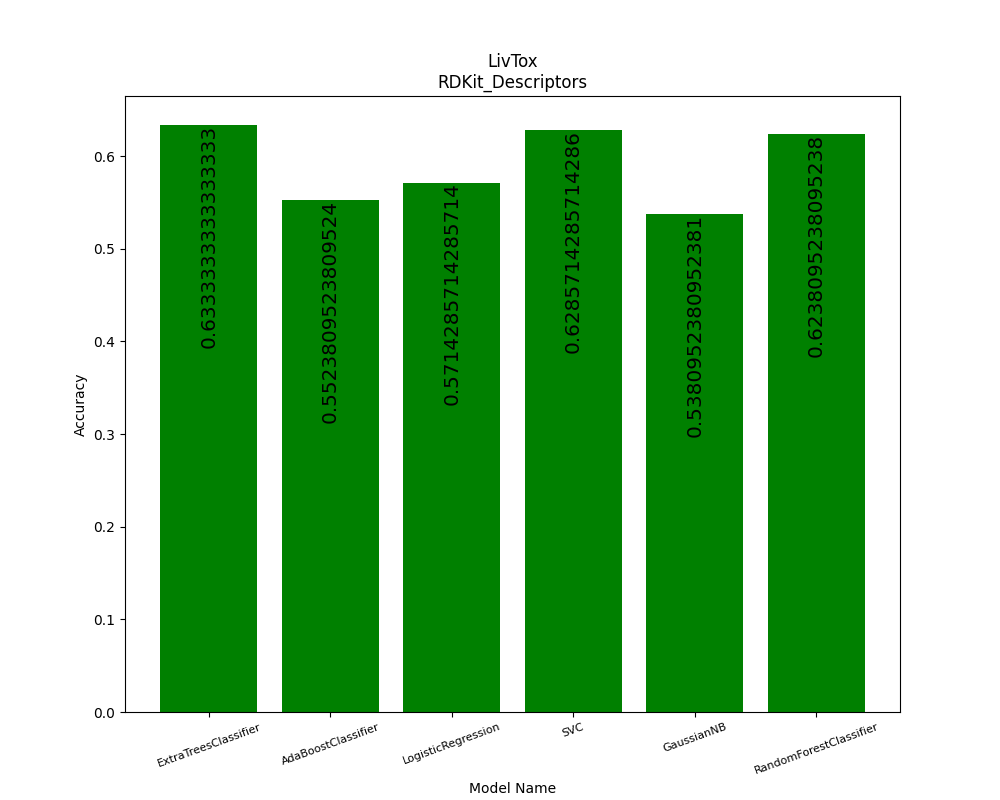 LivTox
RDKit_Descriptors
Accuracy
0.6
0.5
0.4
0.3
0.2
0.1
0.0
0.6333333333333333
0.5523809523809524
0.5714285714285714
0.6285714285714286
0.5380952380952381
0.6238095238095238
ExtraTreesClassifier
AdaBoostClassifier
LogisticRegression
SVC
GaussianNB
RandomForestClassifier
Model Name